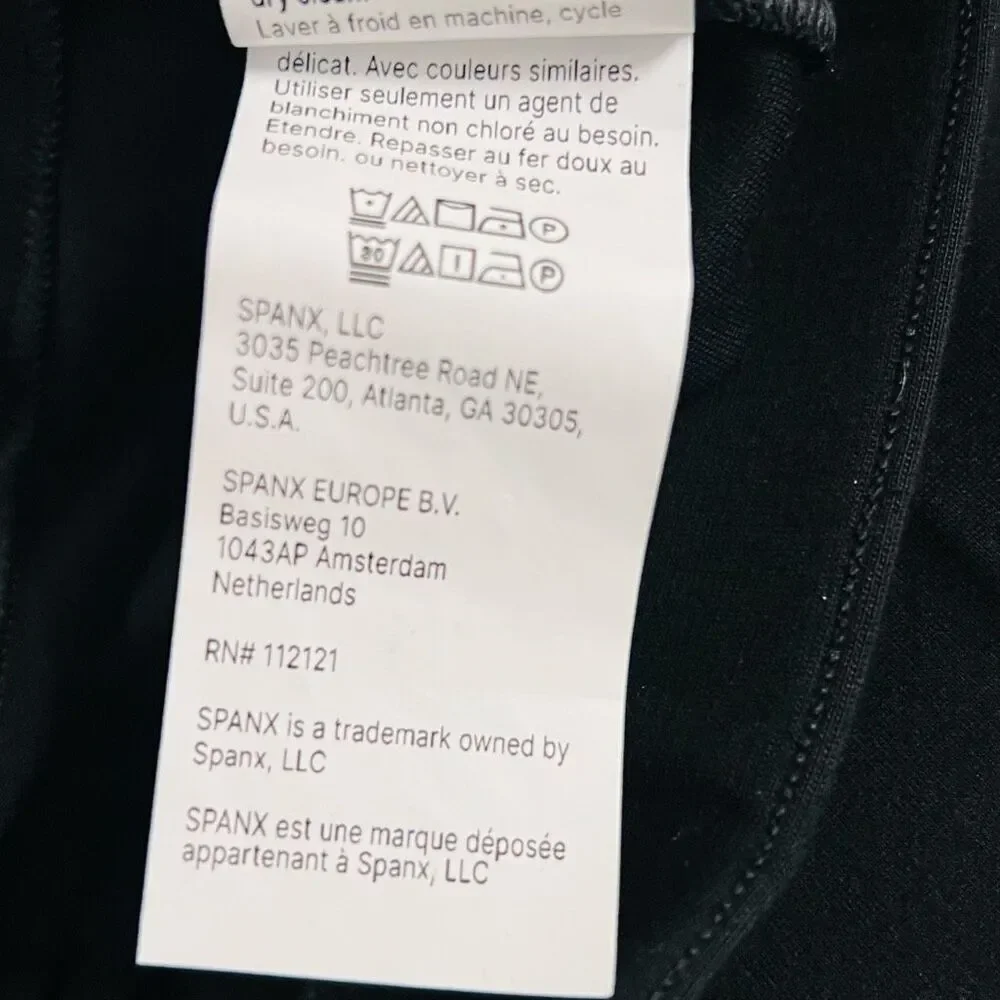 dry clean.
Laver à froid en machine, cycle
délicat. Avec couleurs similaires.
Utiliser seulement un agent de
blanchiment non chloré au besoin.
Etendre. Repasser au fer doux au
besoin. ou nettoyer à sec.
P
30 P
SPANX, LLC
3035 Peachtree Road NE,
Suite 200, Atlanta, GA 30305,
U.S.A.
SPANX EUROPE B.V.
Basisweg 10
1043AP Amsterdam
Netherlands
RN# 112121
SPANX is a trademark owned by
Spanx, LLC
SPANX est une marque déposée
appartenant à Spanx, LLC